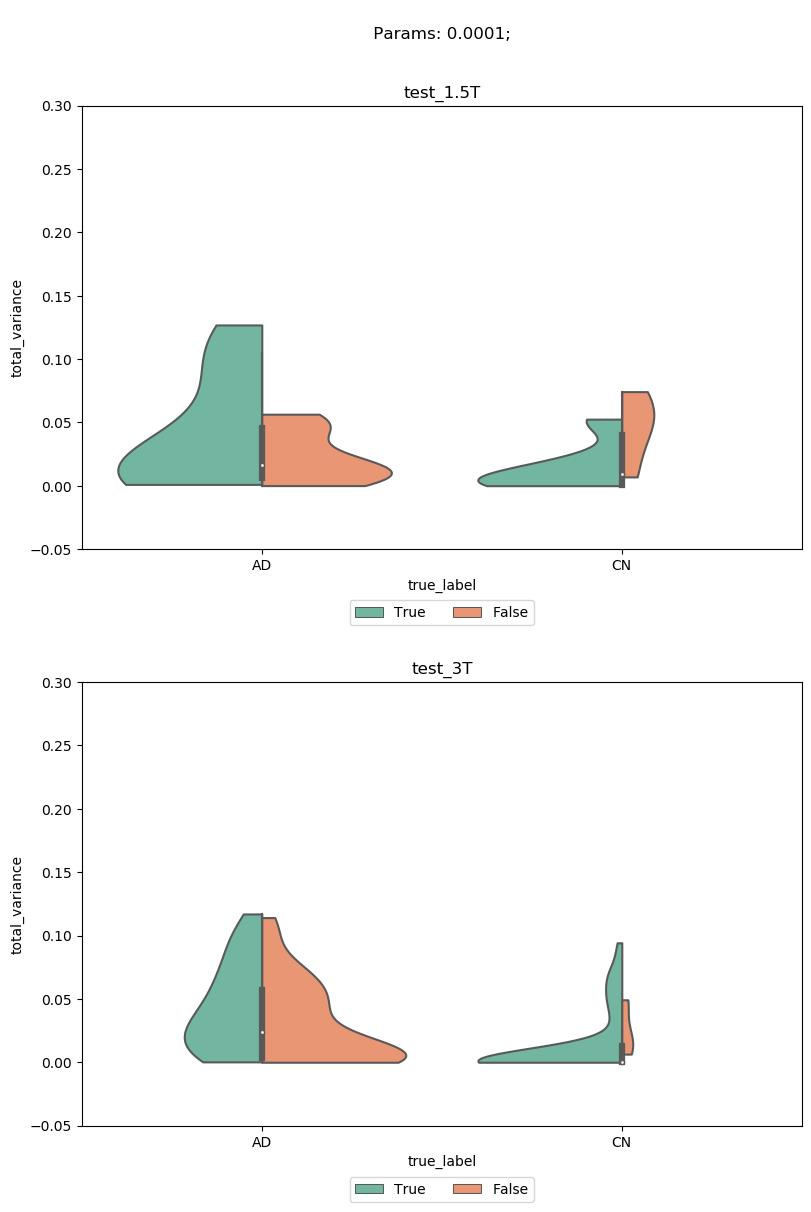 Params: 0.0001;
test_1.5T
0.30
0.25
0.20
0.15
0.10
0.05
0.00
−0.05
total_variance
AD CN
true_label
True False
test_3T
0.30
0.25
0.20
0.15
0.10
0.05
0.00
−0.05
total_variance
AD CN
true_label
True False